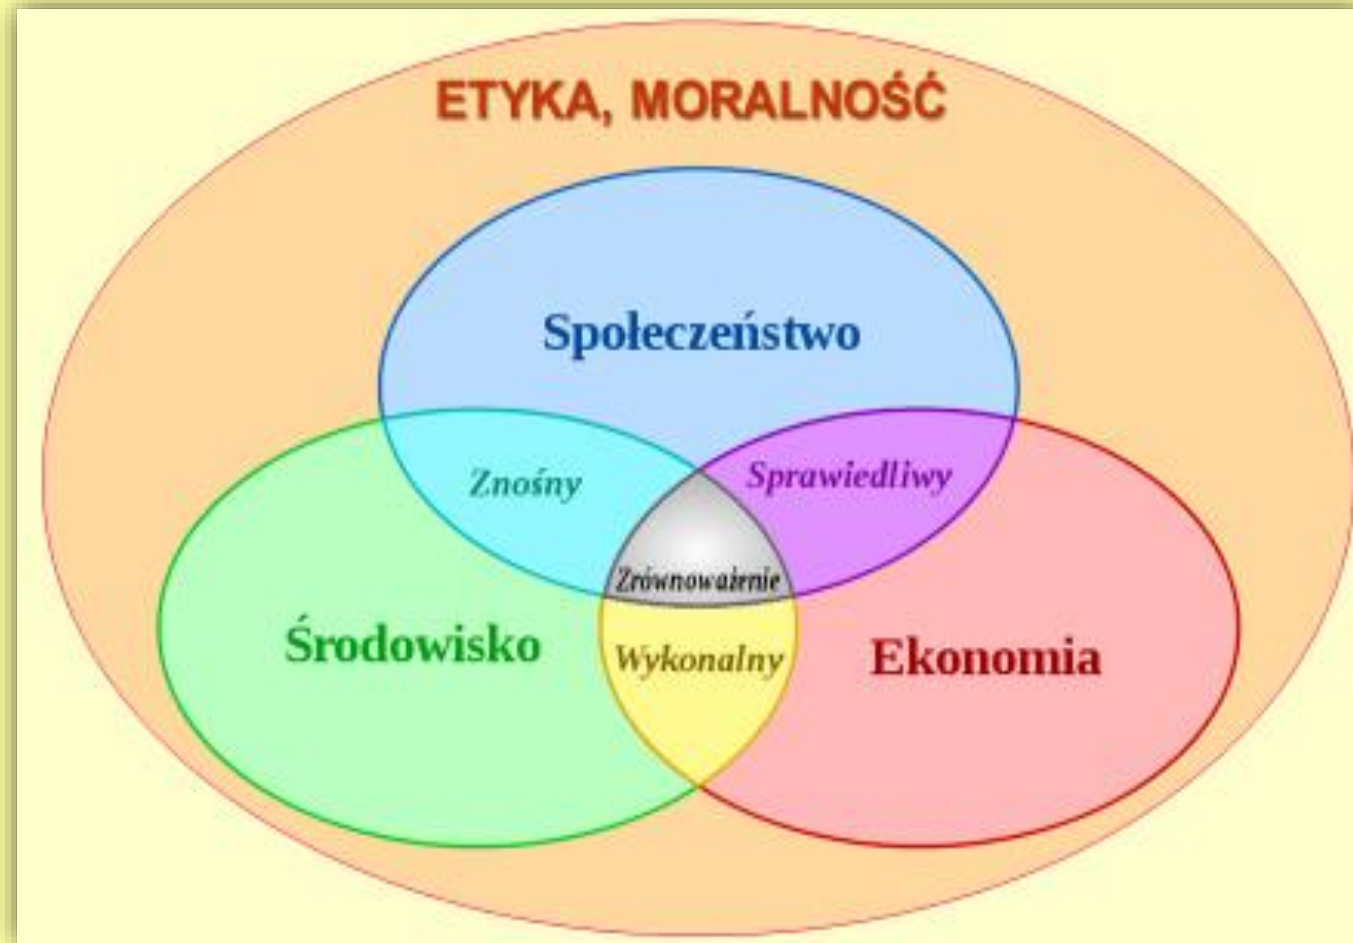 ETYKA, MORALNOŚĆ
Społeczeństwo
Znośny
Sprawiedliwy
Zrównoważenie
Środowisko
Wykonalny
Ekonomia